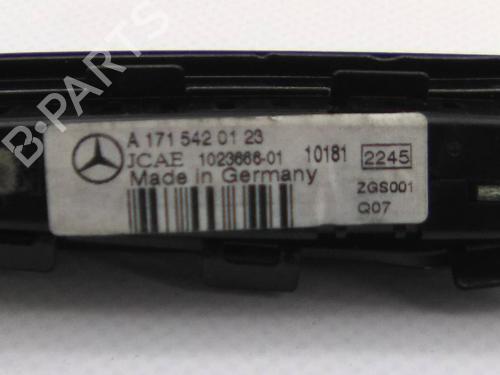 A 171 542 01 23
JCAE 1023666-01 10181 2245
Made in Germany
ZGS001
Q07
B-Parts